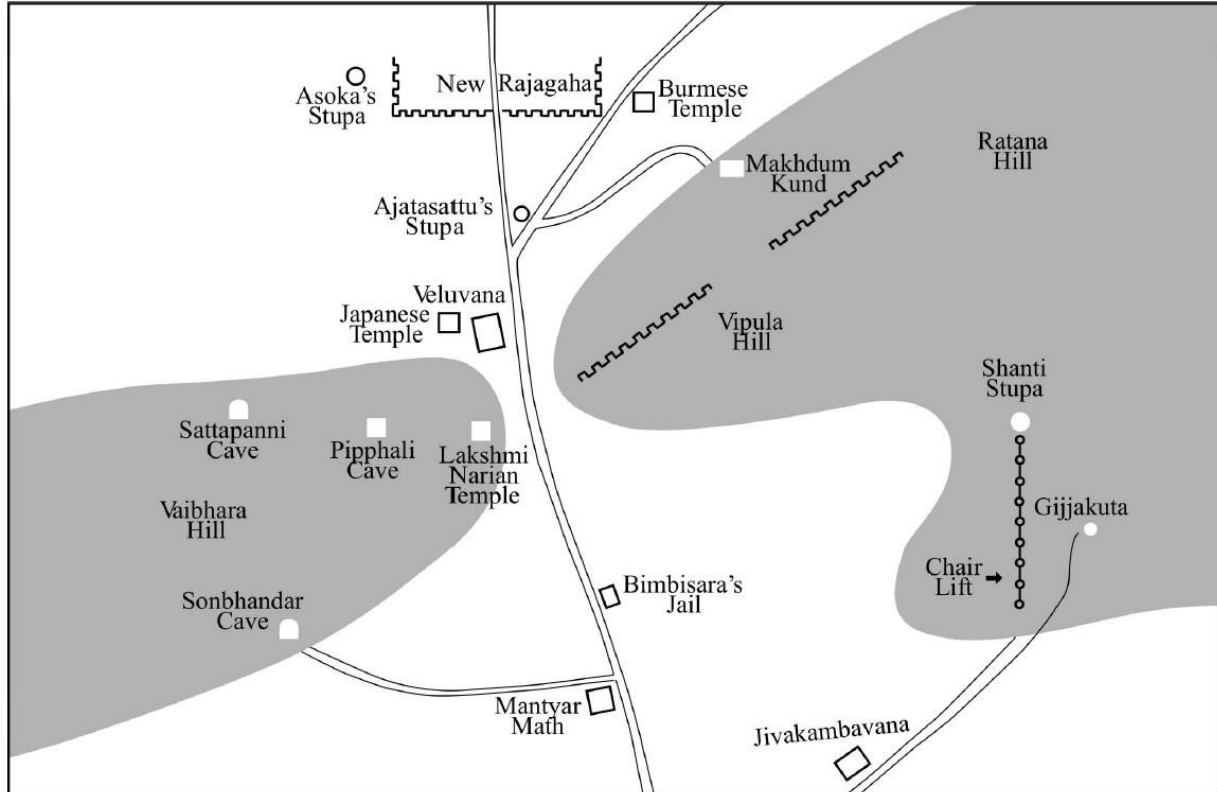 New Rajagaha
Asoka's
Stupa
Burmese
Temple
Ratana
Hill
Makhdum
Kund
Ajatasattu's
Stupa
Veluvana
Japanese
Temple
Vipula
Hill
Shanti
Stupa
Sattapanni
Cave
Pipphali
Cave
Lakshmi
Narian
Temple
Vaibhara
Hill
Gijjakuta
Chair
Lift
Bimbisara's
Jail
Sonbhandar
Cave
Mantyar
Math
Jivakambavana